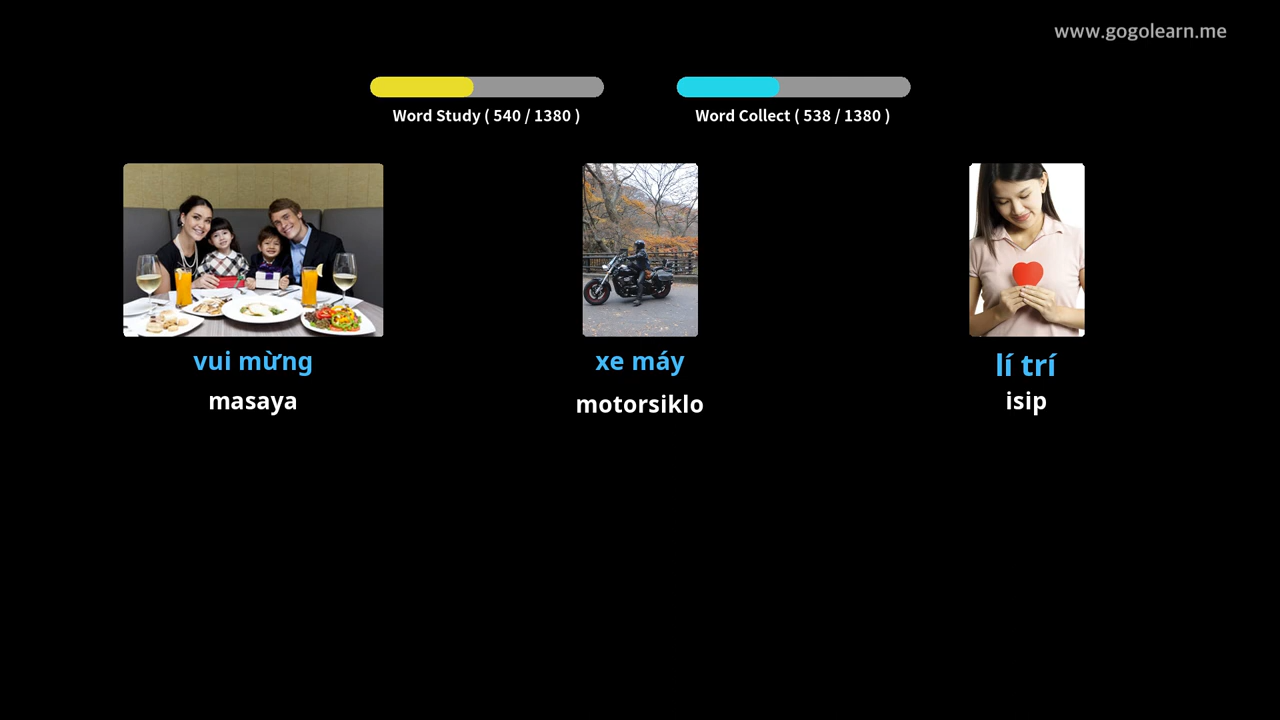 www.gogolearn.me
Word Study ( 540 / 1380 )
Word Collect ( 538 / 1380 )
vui mừng
xe máy
lí trí
masaya
motorsiklo
isip